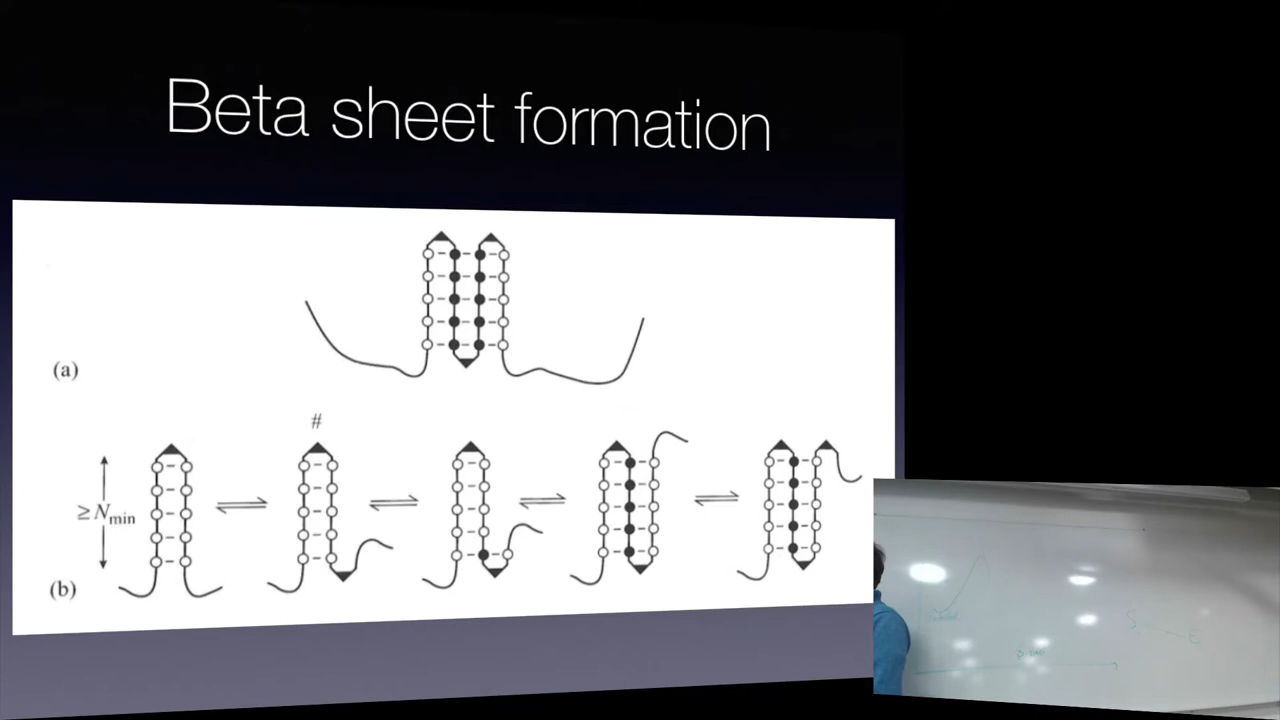 Beta sheet formation
(a)
#
≥ N min
(b)
S
E